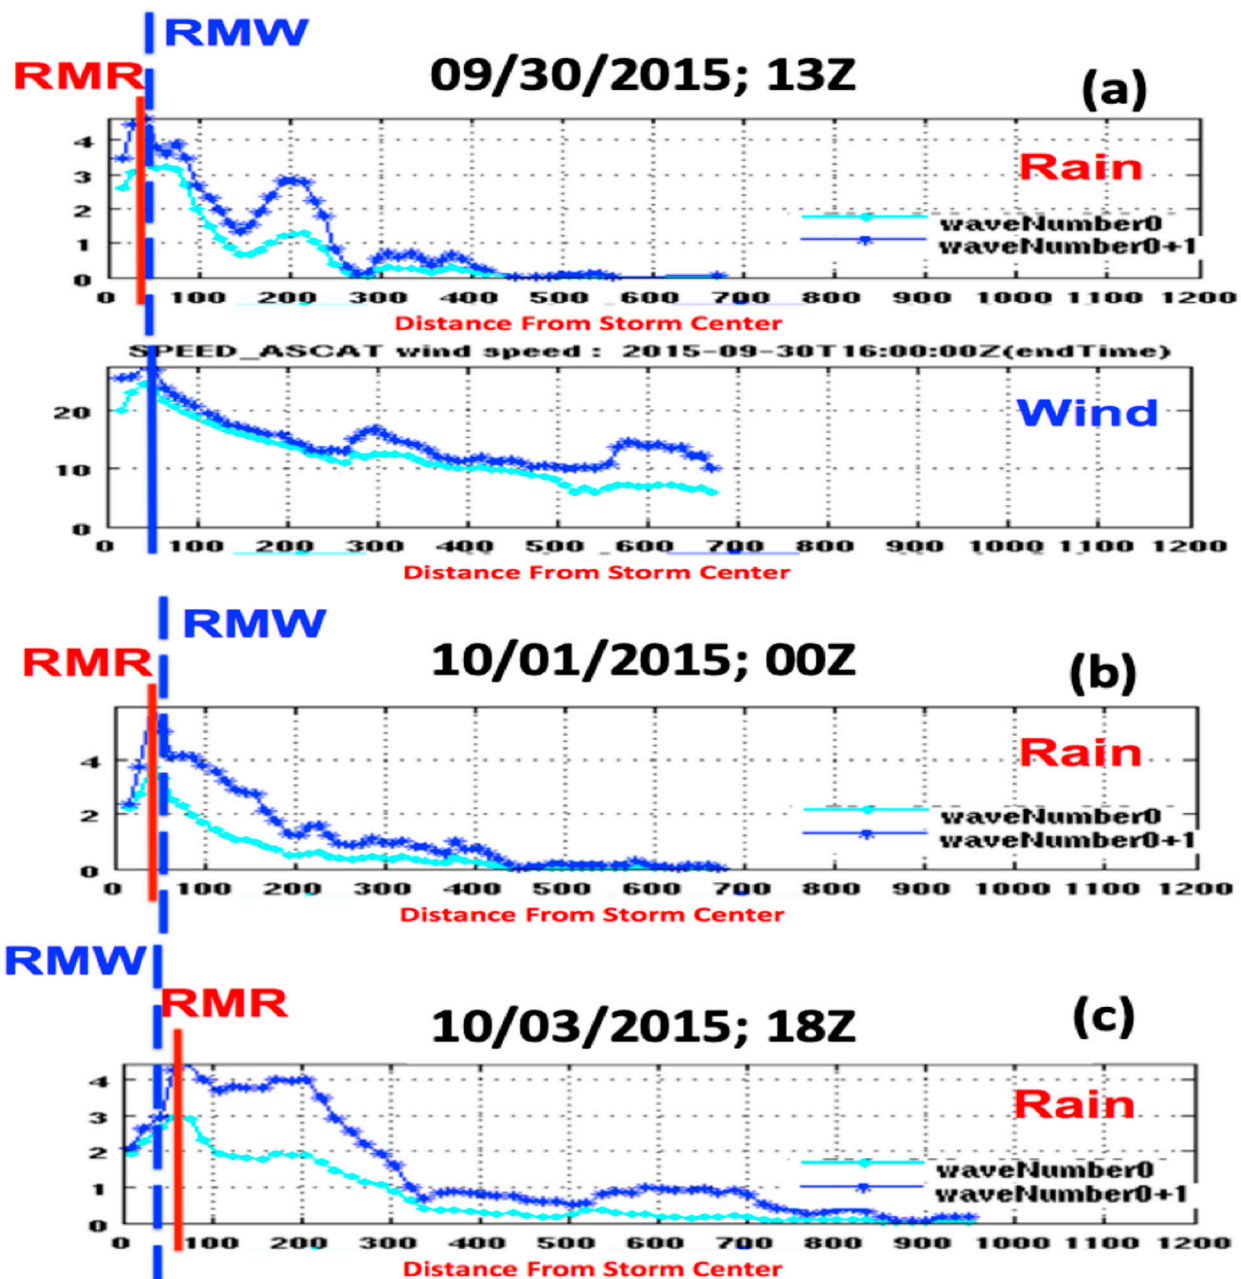 RMW
RMR
09/30/2015; 13Z
(a)
4
3
2
1
0
Rain
waveNumber0
waveNumber0+1
0 100 200 300 400 500 600 700 800 900 1000 1100 1200
Distance From Storm Center
SPEED_ASCAT wind speed : 2015-09-30T16:00:00Z(endTime)
20
10
0
Wind
0 100 200 300 400 500 600 700 800 900 1000 1100 1200
Distance From Storm Center
RMW
RMR
10/01/2015; 00Z
(b)
4
2
0
Rain
waveNumber0
waveNumber0+1
0 100 200 300 400 500 600 700 800 900 1000 1100 1200
Distance From Storm Center
RMW
RMR
10/03/2015; 18Z
(c)
4
3
2
1
0
Rain
waveNumber0
waveNumber0+1
0 100 200 300 400 500 600 700 800 900 1000 1100 1200
Distance From Storm Center